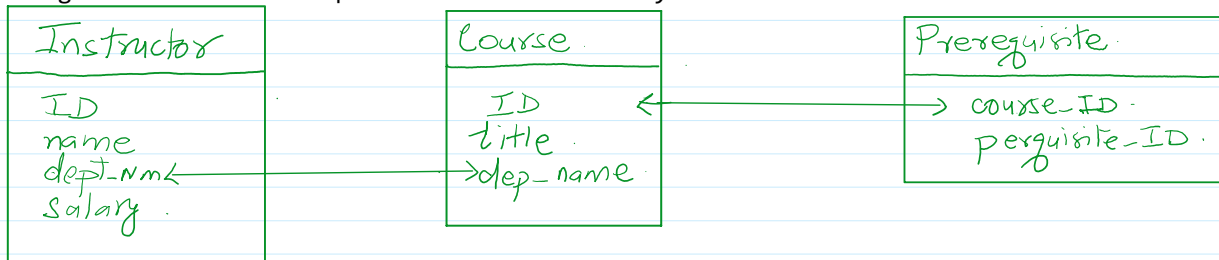 Instructor
ID
name
dept_Nm
Salary
Course
ID
title
dep_name
Prerequisite
course_ID
perquisite_ID